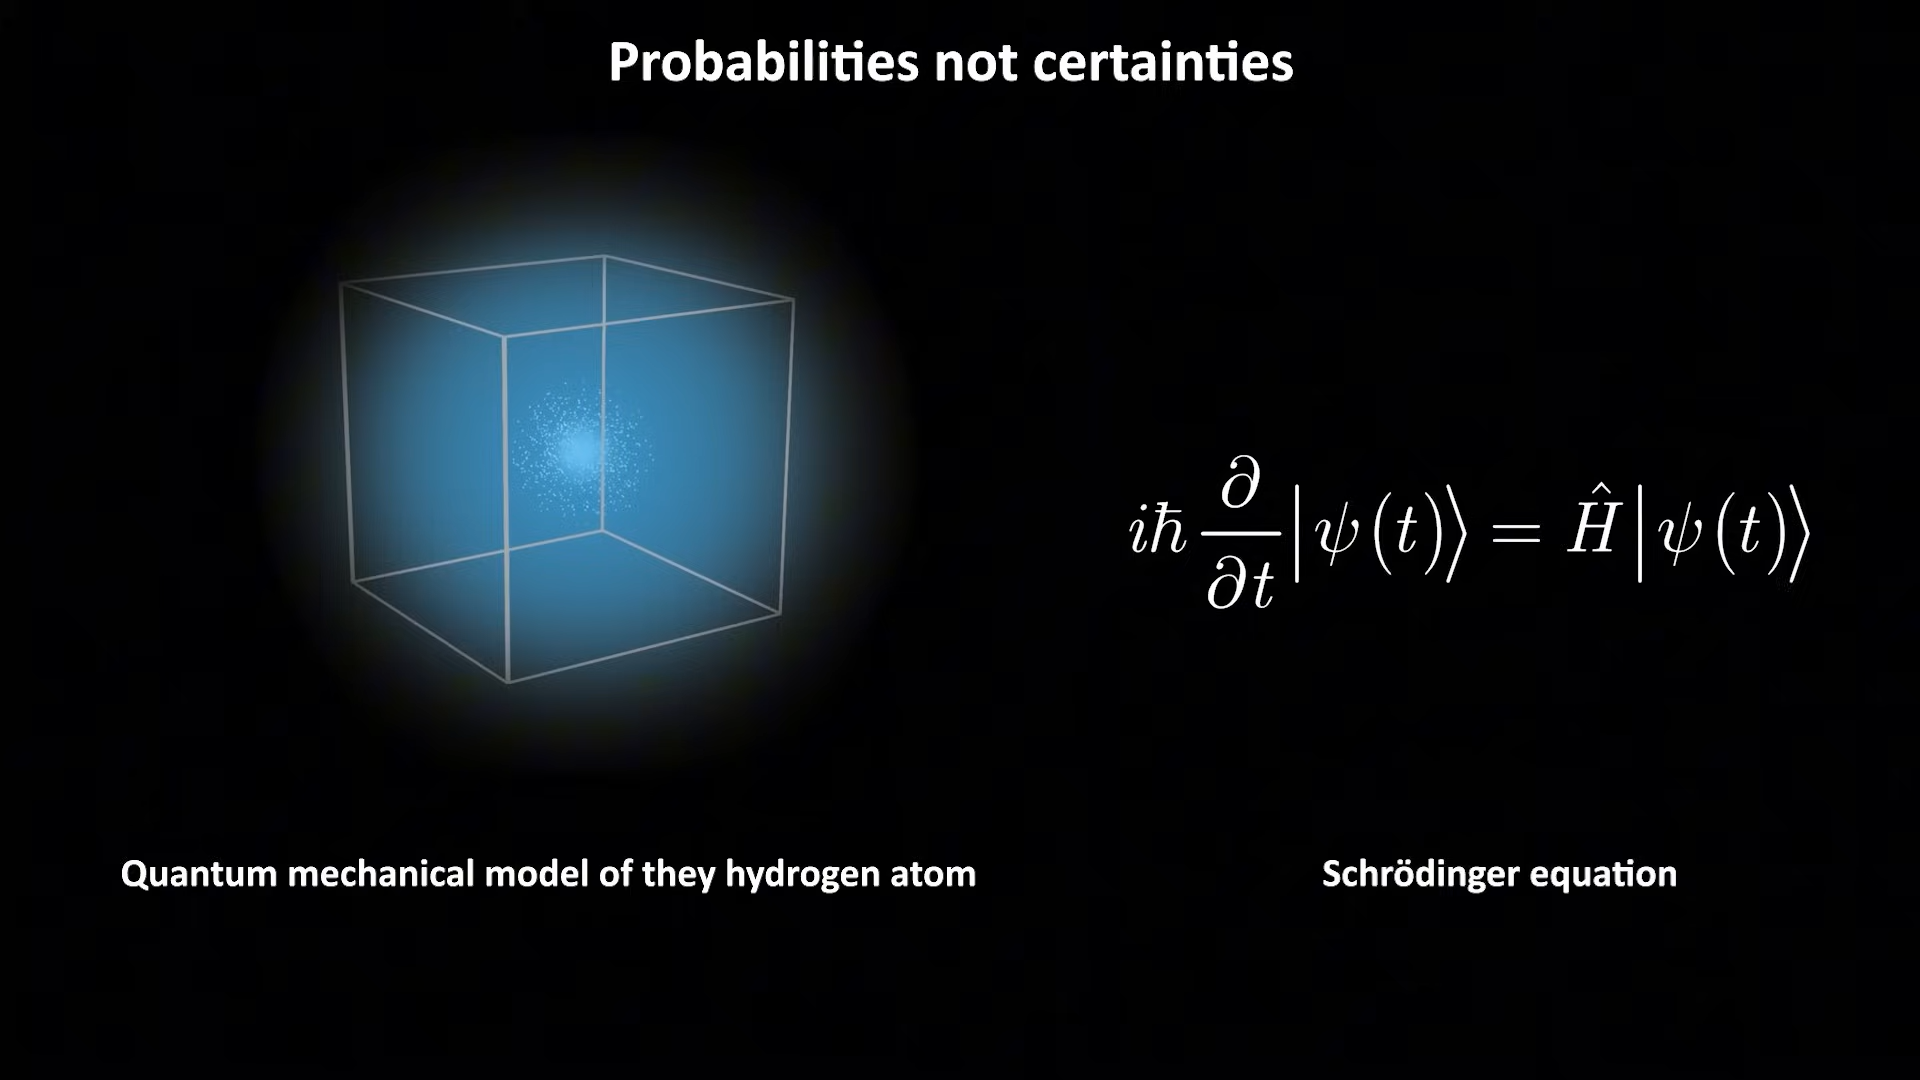 Probabilities not certainties
iℏ ∂/∂t |ψ(t)⟩ = Ĥ|ψ(t)⟩
Quantum mechanical model of they hydrogen atom
Schrödinger equation